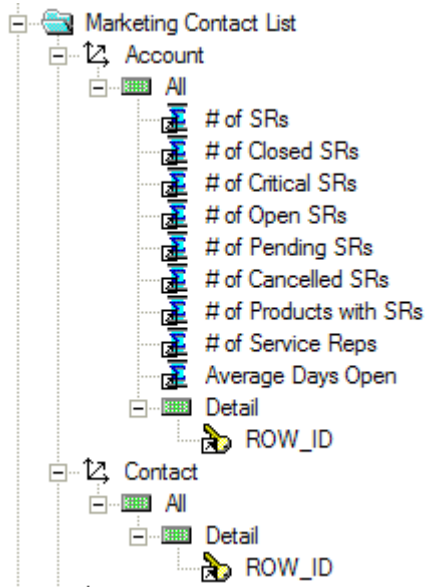 Marketing Contact List
Account
All
# of SRs
# of Closed SRs
# of Critical SRs
# of Open SRs
# of Pending SRs
# of Cancelled SRs
# of Products with SRs
# of Service Reps
Average Days Open
Detail
ROW_ID
Contact
All
Detail
ROW_ID